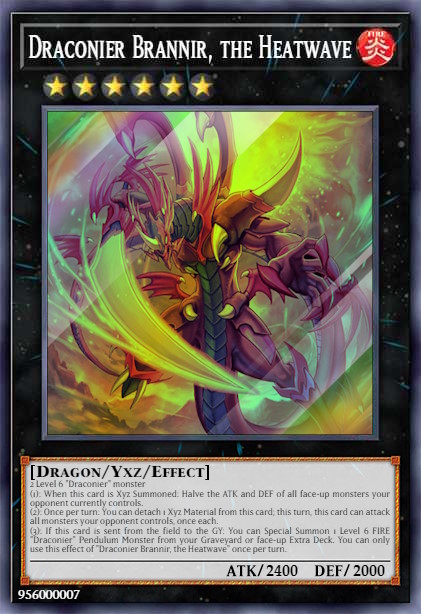 Draconier Brannir, the Heatwave
FIRE
炎
[Dragon/Yxz/Effect]
2 Level 6 "Draconier" monster
(1): When this card is Xyz Summoned: Halve the ATK and DEF of all face-up monsters your
opponent currently controls.
(2): Once per turn: You can detach 1 Xyz Material from this card; this turn, this card can attack
all monsters your opponent controls, once each.
(3): If this card is sent from the field to the GY: You can Special Summon 1 Level 6 FIRE
"Draconier" Pendulum Monster from your Graveyard or face-up Extra Deck. You can only
use this effect of "Draconier Brannir, the Heatwave" once per turn.
ATK/2400 DEF/2000
956000007